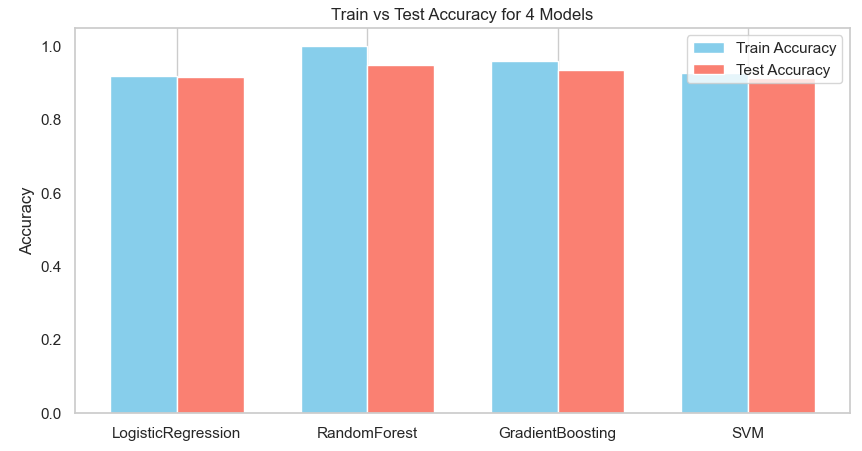 Train vs Test Accuracy for 4 Models
Train Accuracy
Test Accuracy
Accuracy
1.0
0.8
0.6
0.4
0.2
0.0
LogisticRegression
RandomForest
GradientBoosting
SVM